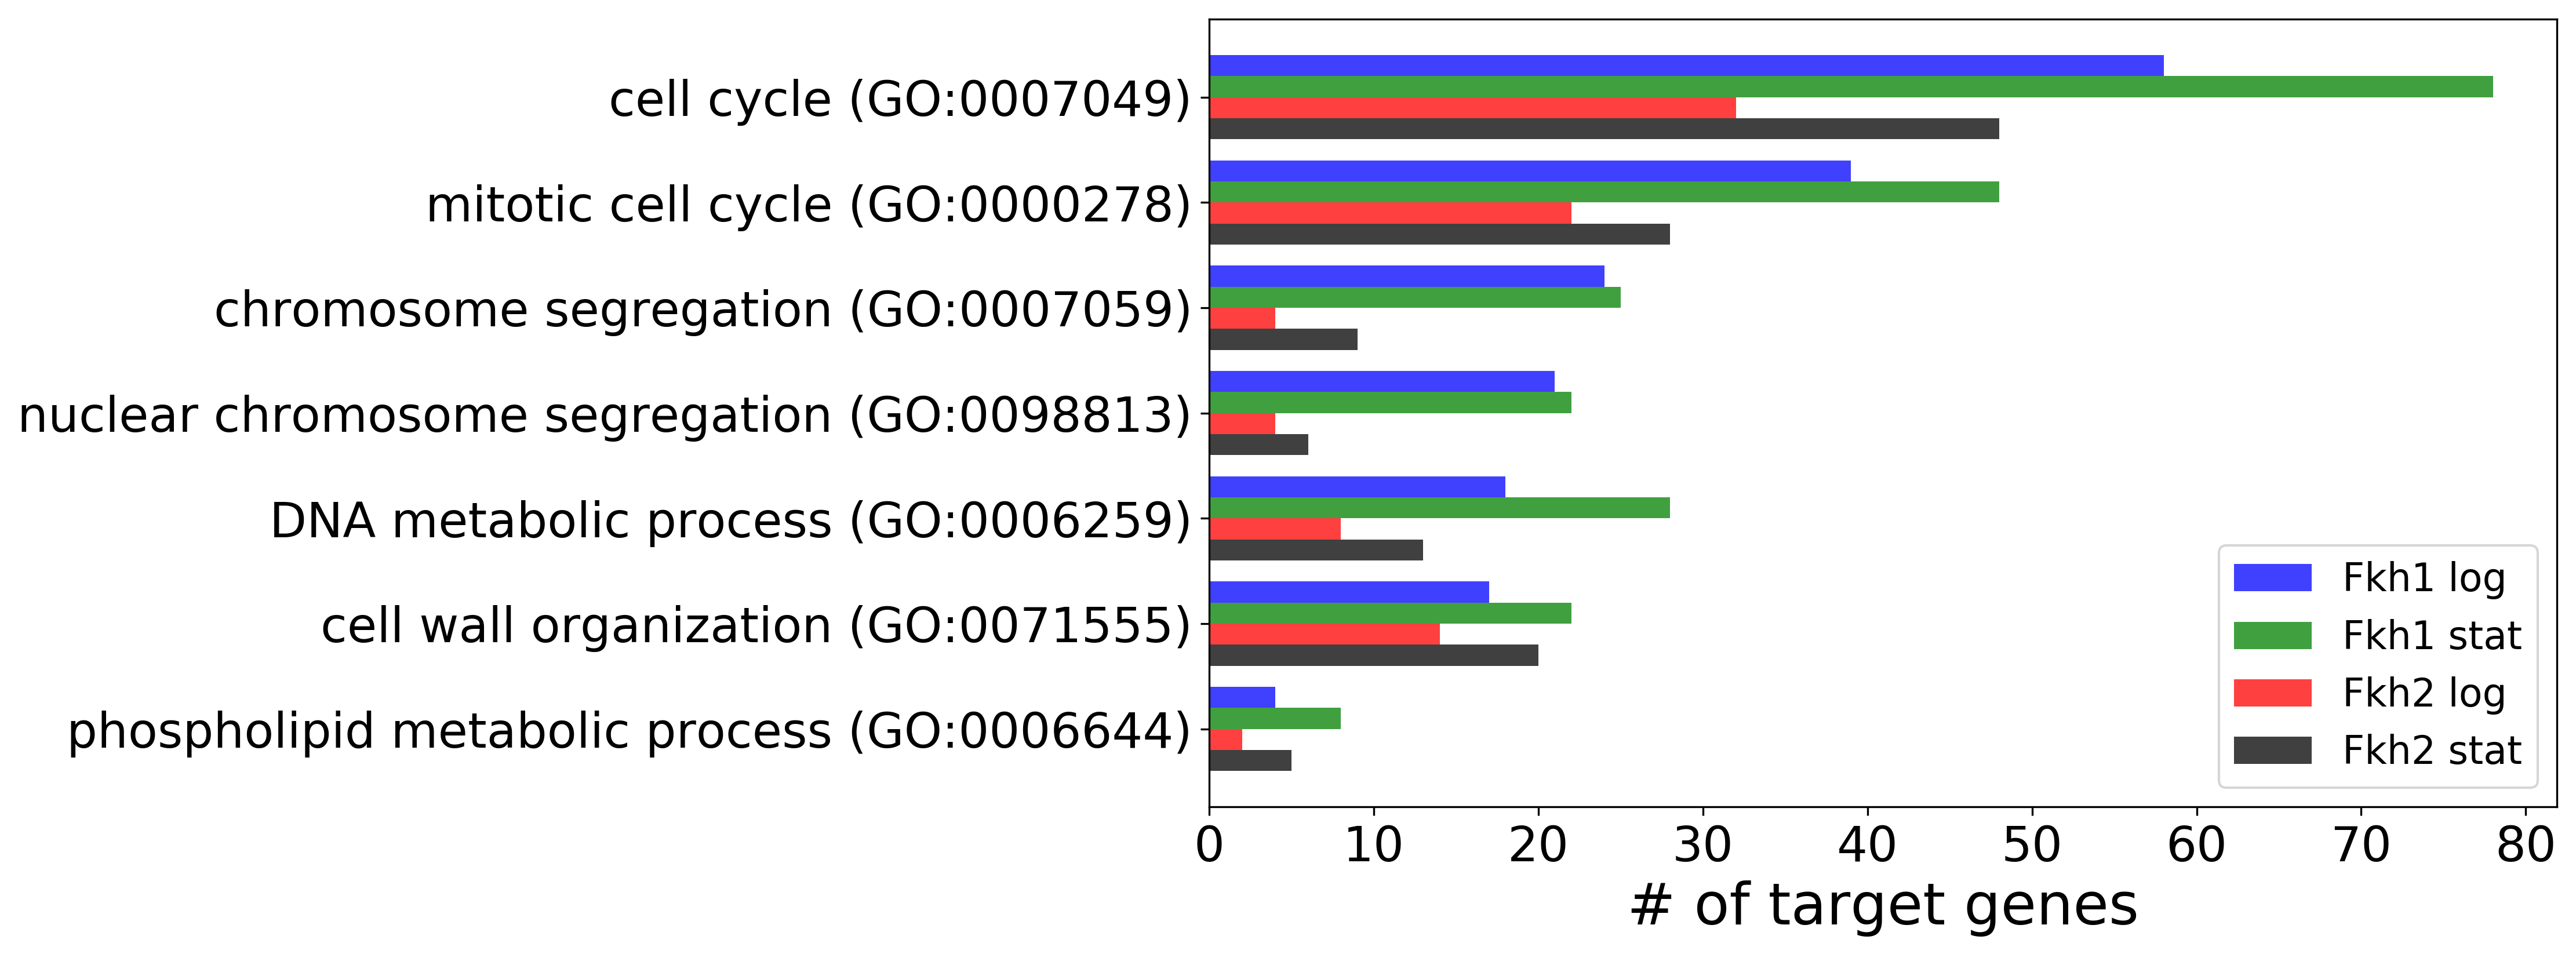 cell cycle (GO:0007049)
mitotic cell cycle (GO:0000278)
chromosome segregation (GO:0007059)
nuclear chromosome segregation (GO:0098813)
DNA metabolic process (GO:0006259)
cell wall organization (GO:0071555)
phospholipid metabolic process (GO:0006644)
Fkh1 log
Fkh1 stat
Fkh2 log
Fkh2 stat
0 10 20 30 40 50 60 70 80
# of target genes